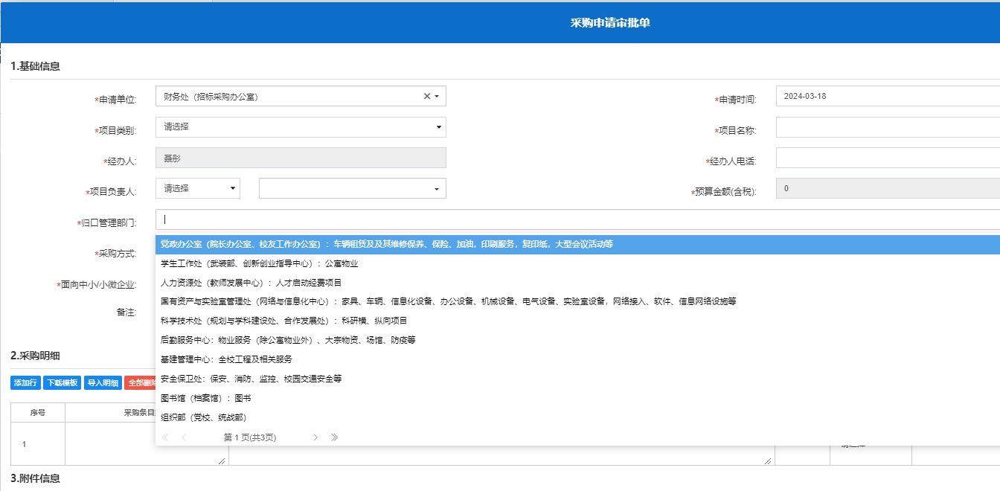 采购申请审批单
1.基础信息
*申请单位: 财务处（招标采购办公室） *申请时间: 2024-03-18
*项目类别: 请选择 *项目名称:
*经办人: 聂彤 *经办人电话:
*项目负责人: 请选择 *预算金额(含税): 0
*归口管理部门:
党政办公室（院长办公室、校友工作办公室）：车辆租赁及及其维修保养、保险、加油，印刷服务，复印纸，大型会议活动等
*采购方式:
学生工作处（武装部、创新创业指导中心）：公寓物业
人力资源处（教师发展中心）：人才启动经费项目
*面向中小/小微企业:
国有资产与实验室管理处（网络与信息化中心）：家具、车辆、信息化设备、办公设备、机械设备、电气设备、实验室设备，网络接入、软件、信息网络设施等
备注:
科学技术处（规划与学科建设处、合作发展处）：科研横、纵向项目
后勤服务中心：物业服务（除公寓物业外）、大宗物资、场馆、防疫等
2.采购明细
基建管理中心：全校工程及相关服务
安全保卫处：保安、消防、监控、校园交通安全等
添加行 下载模板 导入明细 全部删除
图书馆（档案馆）：图书
序号 采购条目
组织部（党校、统战部）
第 1 页(共3页)
1
3.附件信息